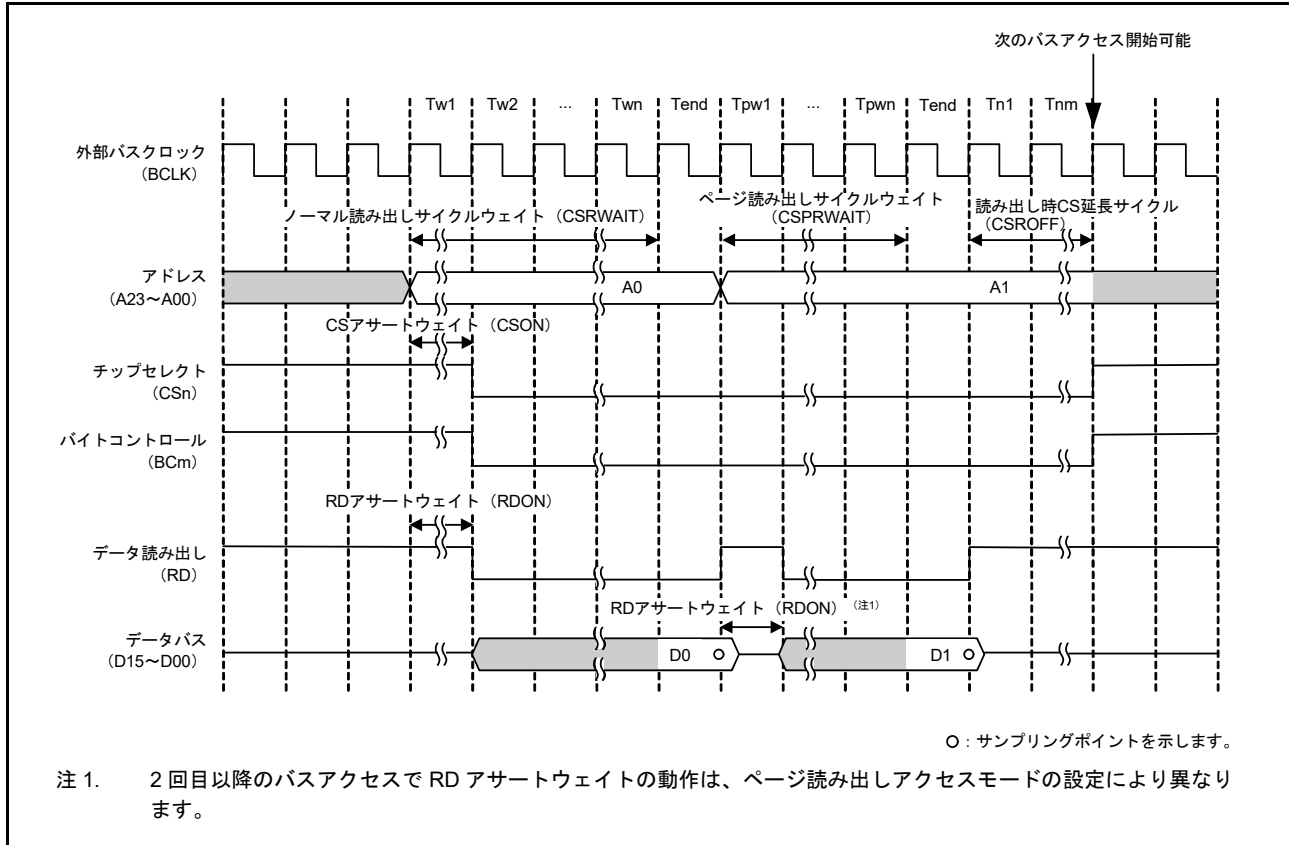 次のバスアクセス開始可能
Tw1 Tw2 ... Twn Tend Tpw1 ... Tpwn Tend Tn1 Tnm
外部バスクロック
（BCLK）
ノーマル読み出しサイクルウェイト（CSRWAIT）
ページ読み出しサイクルウェイト
（CSPRWAIT）
読み出し時CS延長サイクル
（CSROFF）
アドレス
（A23～A00）
A0
A1
CSアサートウェイト（CSON）
チップセレクト
（CSn）
バイトコントロール
（BCm）
RDアサートウェイト（RDON）
データ読み出し
（RD）
RDアサートウェイト（RDON）（注1）
データバス
（D15～D00）
D0
D1
：サンプリングポイントを示します。
注 1. 2 回目以降のバスアクセスで RD アサートウェイトの動作は、ページ読み出しアクセスモードの設定により異なり
ます。